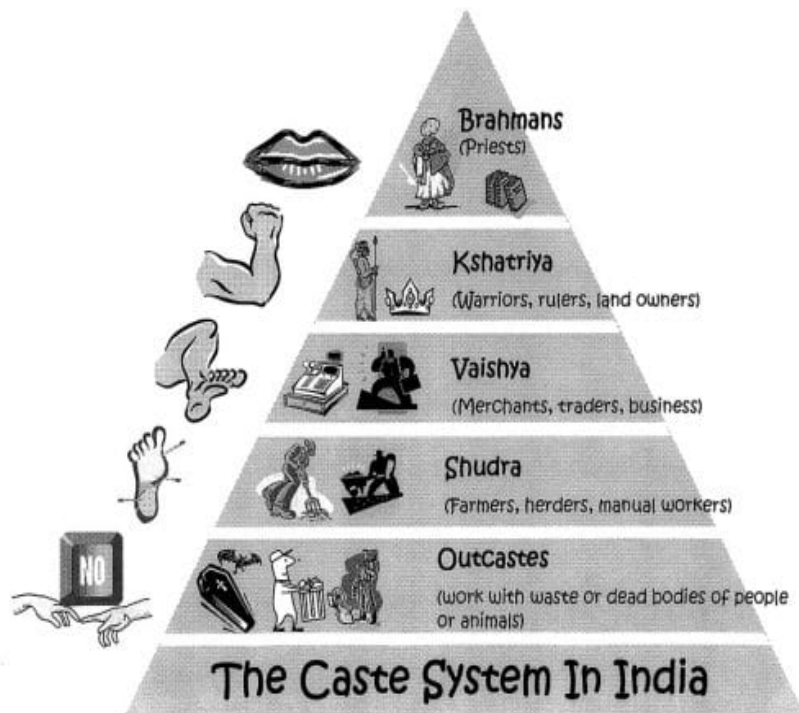 Brahmans
(Priests)
Kshatriya
(Warriors, rulers, land owners)
Vaishya
(Merchants, traders, business)
Shudra
(Farmers, herders, manual workers)
NO
Outcastes
(work with waste or dead bodies of people
or animals)
The Caste System In India